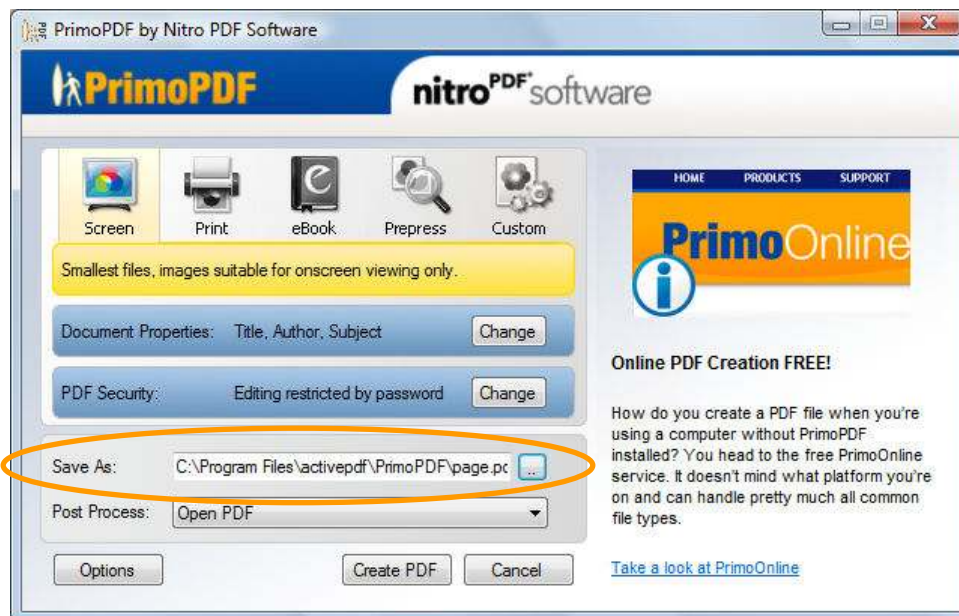 PrimoPDF by Nitro PDF Software
PrimoPDF
nitroPDF software
Screen
Print
eBook
Prepress
Custom
Smallest files, images suitable for onscreen viewing only.
Document Properties: Title, Author, Subject Change
PDF Security: Editing restricted by password Change
Save As: C:\Program Files\activepdf\PrimoPDF\page.pc ..
Post Process: Open PDF
Options
Create PDF
Cancel
HOME PRODUCTS SUPPORT
PrimoOnline
i
Online PDF Creation FREE!
How do you create a PDF file when you're
using a computer without PrimoPDF
installed? You head to the free PrimoOnline
service. It doesn't mind what platform you're
on and can handle pretty much all common
file types.
Take a look at PrimoOnline